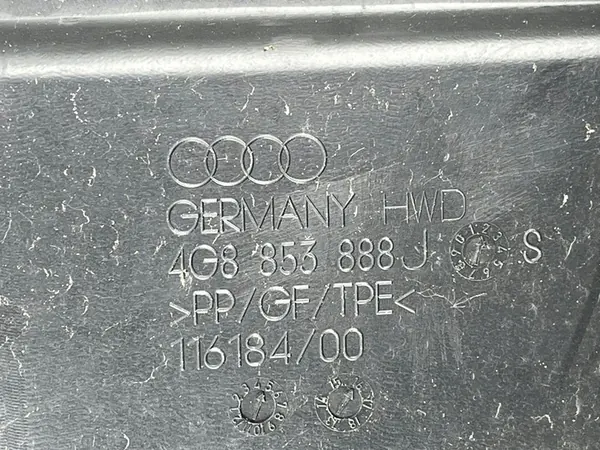 GERMANY HWD
4G8 853 888 J S
>PP/GF/TPE<
116184/00